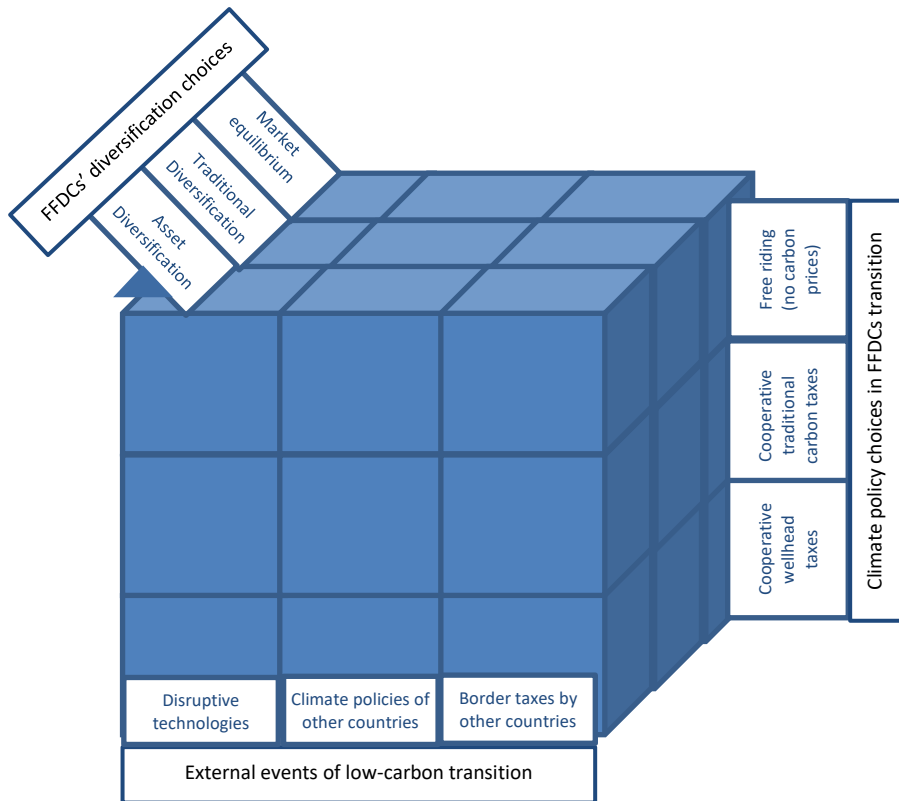 FFDCs' diversification choices
Market
equilibrium
Traditional
Diversification
Asset
Diversification
Free riding
(no carbon
prices)
Cooperative
traditional
carbon taxes
Cooperative
wellhead
taxes
Climate policy choices in FFDCs transition
Disruptive
technologies
Climate policies of
other countries
Border taxes by
other countries
External events of low-carbon transition